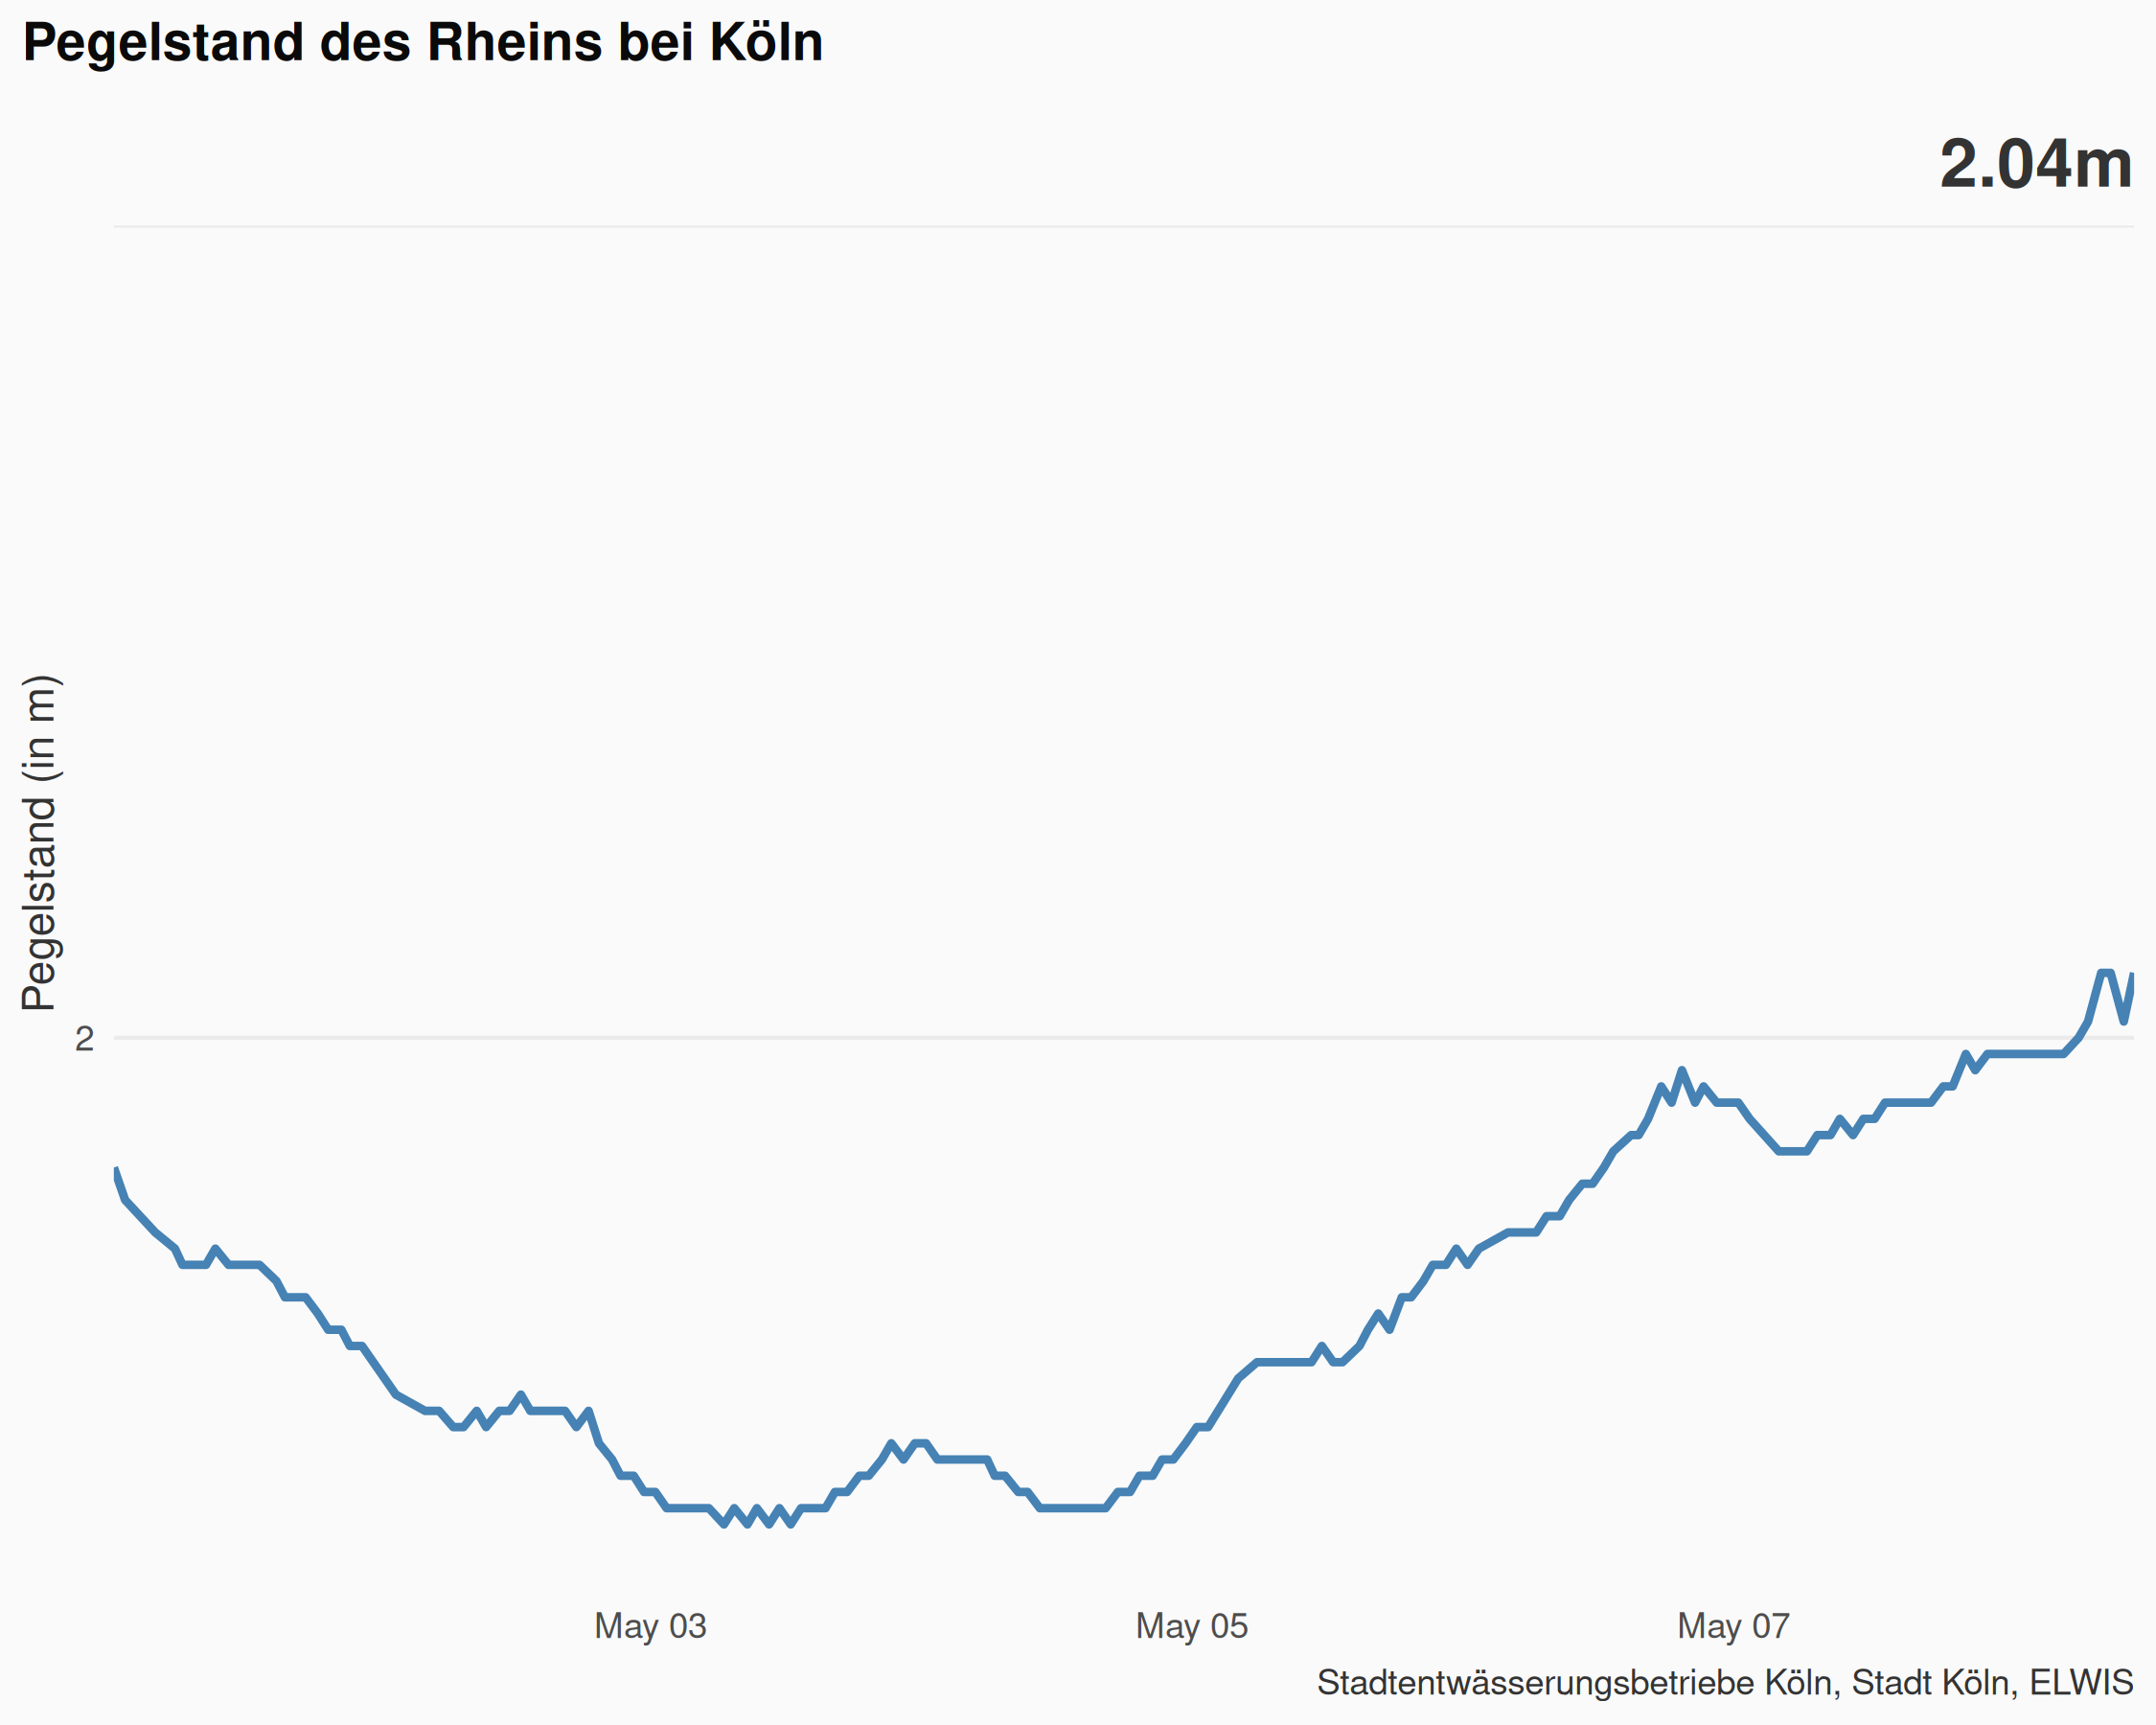 Pegelstand des Rheins bei Köln
2.04m
Pegelstand (in m)
2
May 03
May 05
May 07
Stadtentwässerungsbetriebe Köln, Stadt Köln, ELWIS